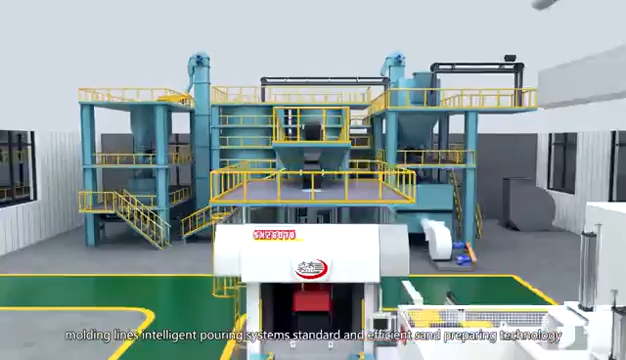 molding lines intelligent pouring systems standard and efficient sand preparing technology